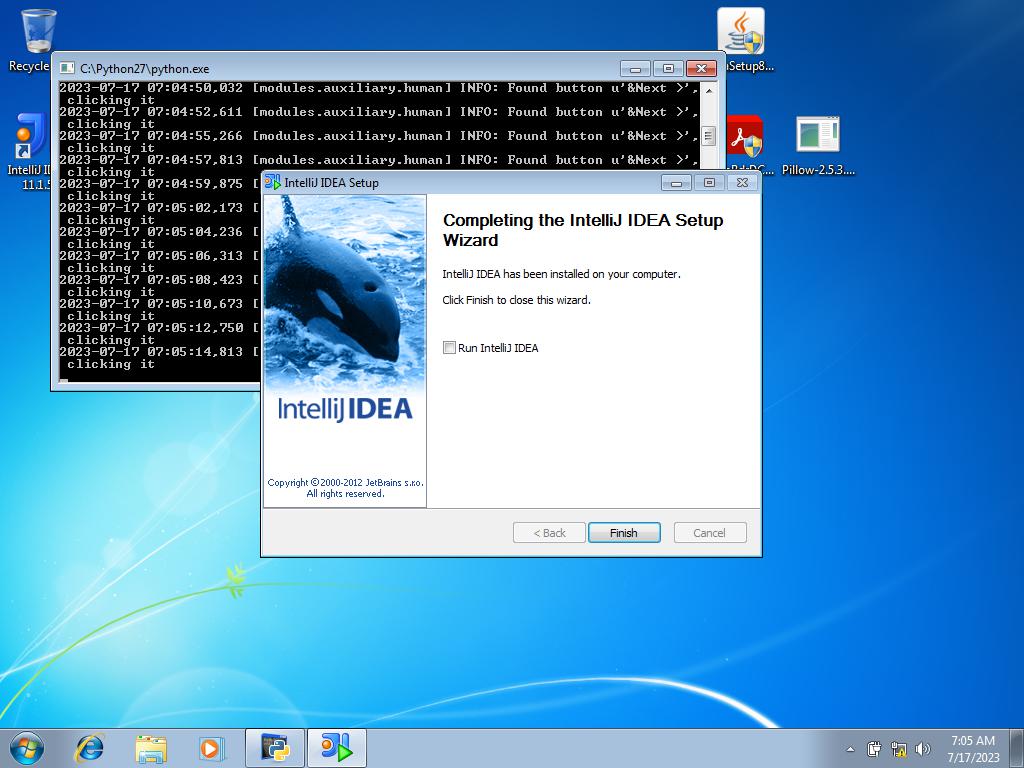 Recycle
C:\Python27\python.exe
2023-07-17 07:04:50,032 [modules.auxiliary.human] INFO: Found button u'&Next >',
clicking it
2023-07-17 07:04:52,611 [modules.auxiliary.human] INFO: Found button u'&Next >',
clicking it
2023-07-17 07:04:55,266 [modules.auxiliary.human] INFO: Found button u'&Next >',
clicking it
2023-07-17 07:04:57,813 [modules.auxiliary.human] INFO: Found button u'&Next >',
clicking it
2023-07-17 07:04:59,875 [
clicking it
2023-07-17 07:05:02,173 [
clicking it
2023-07-17 07:05:04,236 [
clicking it
2023-07-17 07:05:06,313 [
clicking it
2023-07-17 07:05:08,423 [
clicking it
2023-07-17 07:05:10,673 [
clicking it
2023-07-17 07:05:12,750 [
clicking it
2023-07-17 07:05:14,813 [
clicking it
IntelliJ ID
11.1.5
Setup8...
DC...
Pillow-2.5.3....
IntelliJ IDEA Setup
Completing the IntelliJ IDEA Setup
Wizard
IntelliJ IDEA has been installed on your computer.
Click Finish to close this wizard.
Run IntelliJ IDEA
IntelliJ IDEA
Copyright © 2000-2012 JetBrains s.r.o.
All rights reserved.
< Back
Finish
Cancel
7:05 AM
7/17/2023